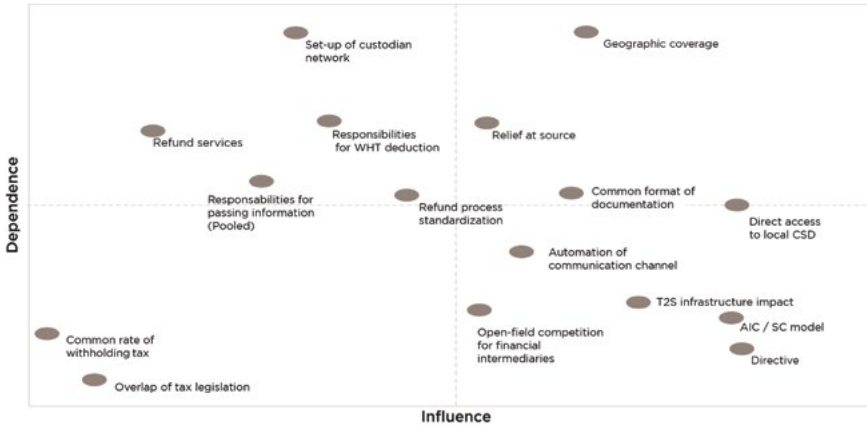 Set-up of custodian
network
Geographic coverage
Refund services
Responsibilities
for WHT deduction
Relief at source
Responsabilities for
passing information
(Pooled)
Refund process
standardization
Common format of
documentation
Direct access
to local CSD
Automation of
communication channel
T2S infrastructure impact
AIC / SC model
Open-field competition
for financial
intermediaries
Directive
Common rate of
withholding tax
Overlap of tax legislation
Dependence
Influence